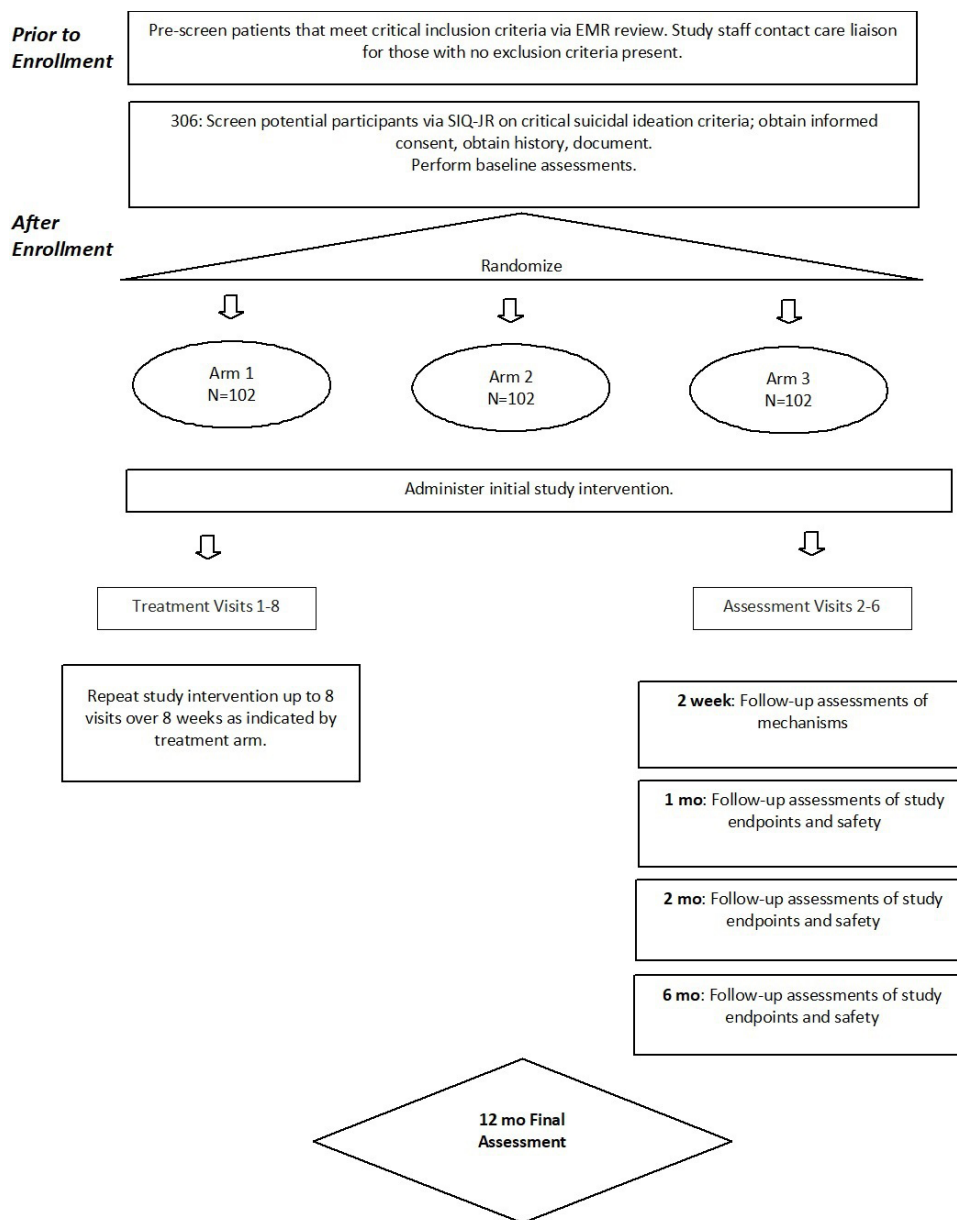 Prior to
Enrollment
Pre-screen patients that meet critical inclusion criteria via EMR review. Study staff contact care liaison
for those with no exclusion criteria present.
306: Screen potential participants via SIQ-JR on critical suicidal ideation criteria; obtain informed
consent, obtain history, document.
Perform baseline assessments.
After
Enrollment
Randomize
Arm 1
N=102
Arm 2
N=102
Arm 3
N=102
Administer initial study intervention.
Treatment Visits 1-8
Assessment Visits 2-6
Repeat study intervention up to 8
visits over 8 weeks as indicated by
treatment arm.
2 week: Follow-up assessments of
mechanisms
1 mo: Follow-up assessments of study
endpoints and safety
2 mo: Follow-up assessments of study
endpoints and safety
6 mo: Follow-up assessments of study
endpoints and safety
12 mo Final
Assessment